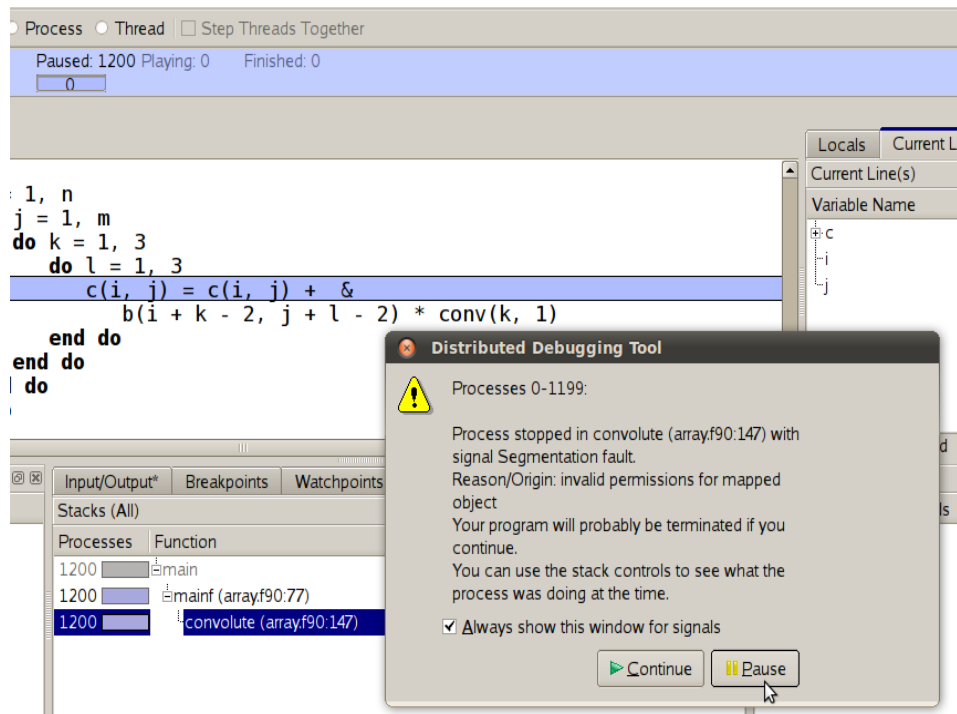 Process Thread Step Threads Together
Paused: 1200 Playing: 0 Finished: 0
0
Locals Current L
Current Line(s)
Variable Name
c
i
j
= 1, n
j = 1, m
do k = 1, 3
do l = 1, 3
c(i, j) = c(i, j) + &
b(i + k - 2, j + l - 2) * conv(k, 1)
end do
end do
do
Distributed Debugging Tool
Processes 0-1199:
Process stopped in convolute (array.f90:147) with
signal Segmentation fault.
Reason/Origin: invalid permissions for mapped
object
Your program will probably be terminated if you
continue.
You can use the stack controls to see what the
process was doing at the time.
Always show this window for signals
Continue Pause
Input/Output* Breakpoints Watchpoints
Stacks (All)
Processes Function
1200 main
1200 mainf (array.f90:77)
1200 convolute (array.f90:147)
d
ls